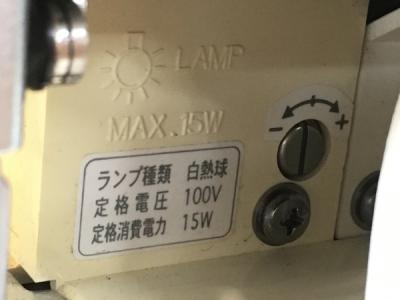 LAMP
MAX.15W
- +
ランプ種類 白熱球
定格電圧 100V
定格消費電力 15W